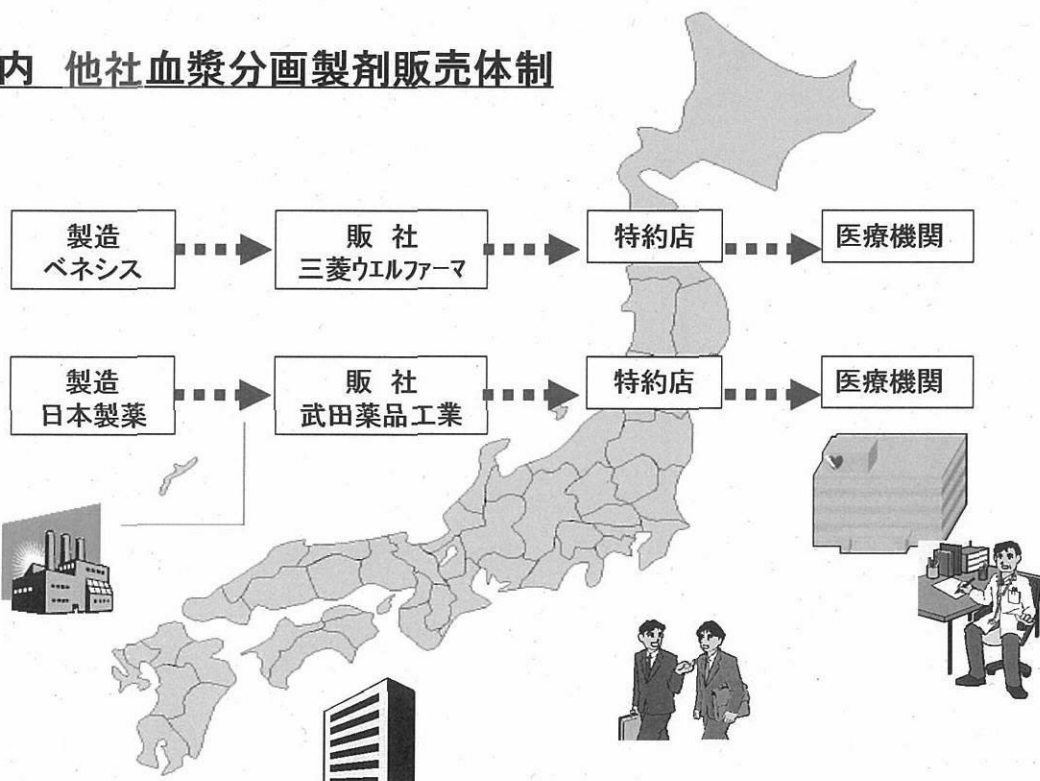 内 他社血漿分画製剤販売体制
製造
ベネシス
販 社
三菱ウエルファーマ
特約店
医療機関
製造
日本製薬
販 社
武田薬品工業
特約店
医療機関